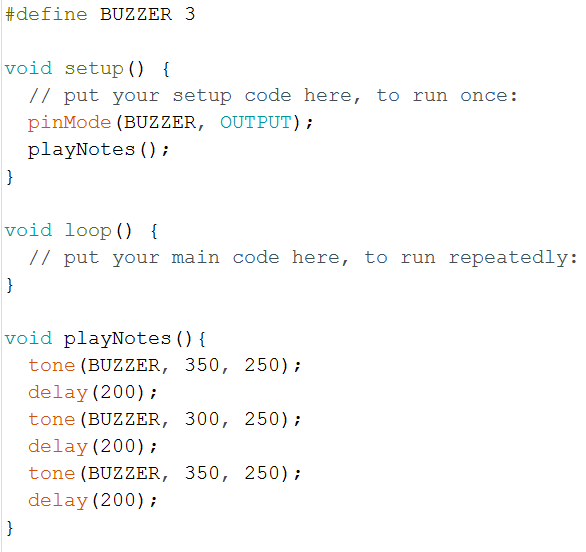 #define BUZZER 3
void setup() {
// put your setup code here, to run once:
pinMode(BUZZER, OUTPUT);
playNotes();
}
void loop() {
// put your main code here, to run repeatedly:
}
void playNotes(){
tone(BUZZER, 350, 250);
delay(200);
tone(BUZZER, 300, 250);
delay(200);
tone(BUZZER, 350, 250);
delay(200);
}